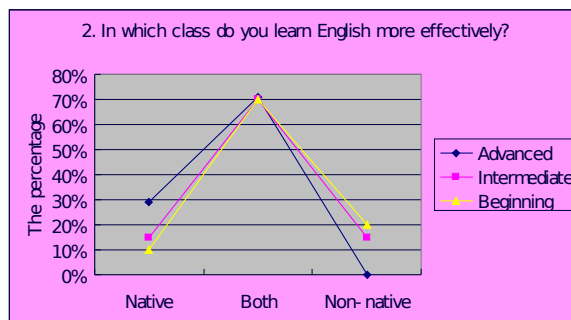 2. In which class do you learn English more effectively?
80%
70%
60%
50%
40%
30%
20%
10%
0%
The percentage
Native
Both
Non- native
Advanced
Intermediate
Beginning